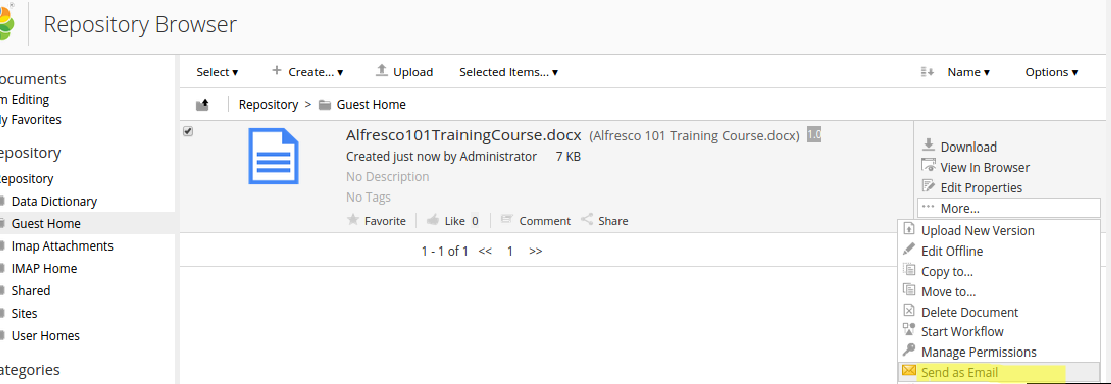 Repository Browser
ocuments
m Editing
ly Favorites
epository
epository
Data Dictionary
Guest Home
Imap Attachments
IMAP Home
Shared
Sites
User Homes
ategories
Select ▾ + Create... ▾ Upload Selected Items... ▾ Name ▾ Options ▾
Repository > Guest Home
Alfresco101TrainingCourse.docx (Alfresco 101 Training Course.docx) 1.0
Created just now by Administrator 7 KB
No Description
No Tags
Favorite Like 0 Comment Share
1 - 1 of 1 << 1 >>
Download
View In Browser
Edit Properties
More...
Upload New Version
Edit Offline
Copy to...
Move to...
Delete Document
Start Workflow
Manage Permissions
Send as Email